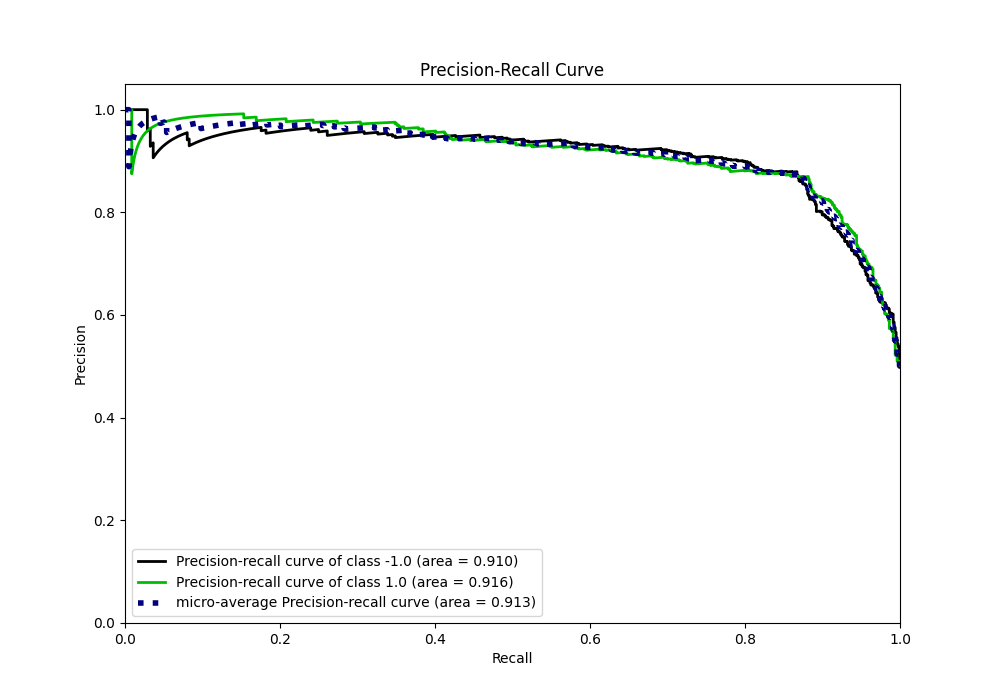 Precision-Recall Curve
1.0
0.8
0.6
0.4
0.2
0.0
Precision
Precision-recall curve of class -1.0 (area = 0.910)
Precision-recall curve of class 1.0 (area = 0.916)
micro-average Precision-recall curve (area = 0.913)
0.0 0.2 0.4 0.6 0.8 1.0
Recall